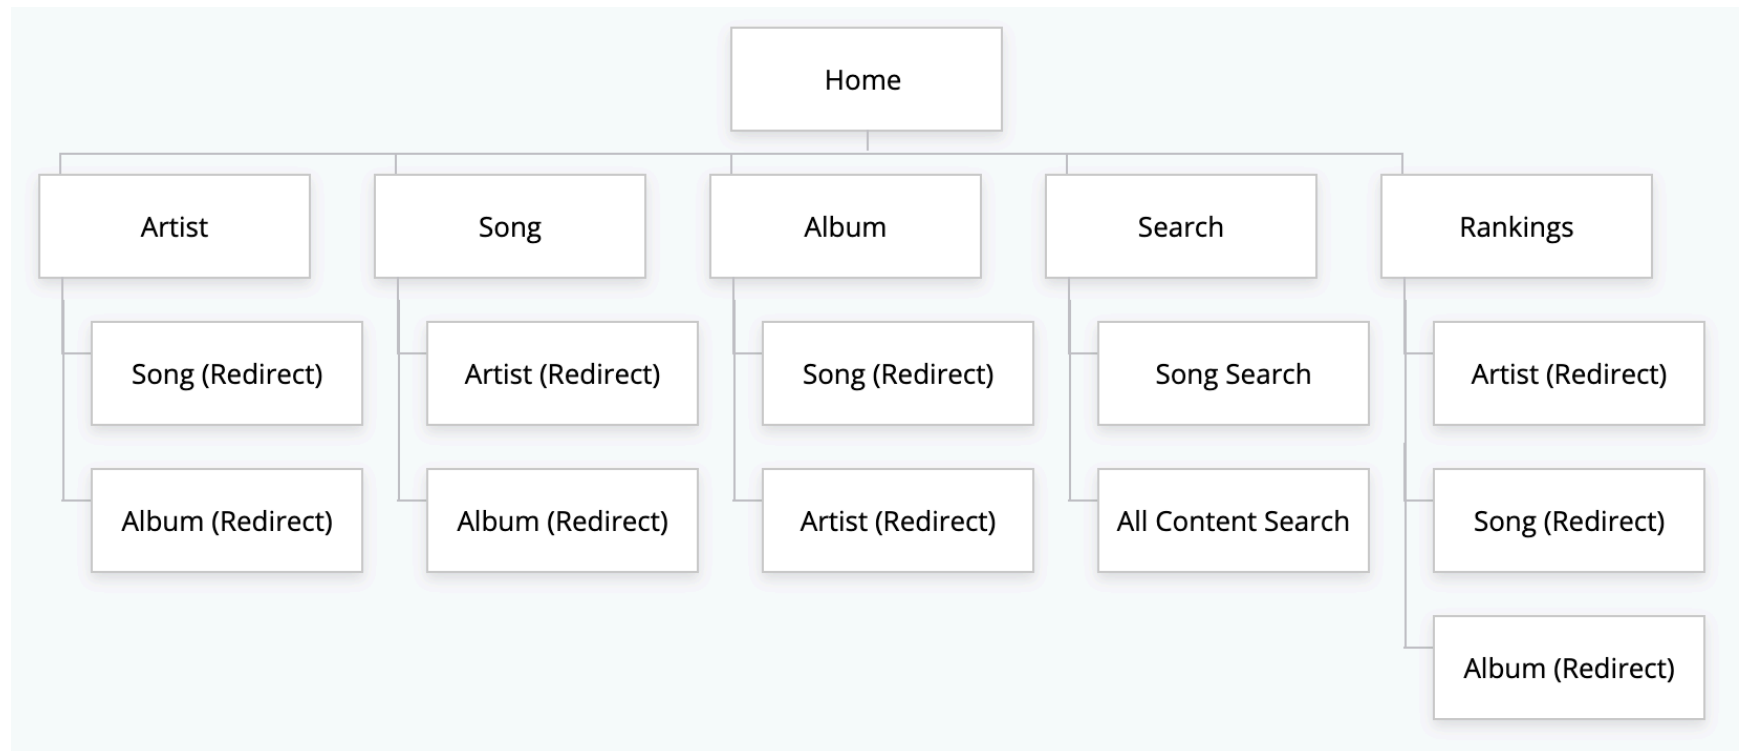 Home
Artist
Song
Album
Search
Rankings
Song (Redirect)
Artist (Redirect)
Song (Redirect)
Song Search
Artist (Redirect)
Album (Redirect)
Album (Redirect)
Artist (Redirect)
All Content Search
Song (Redirect)
Album (Redirect)